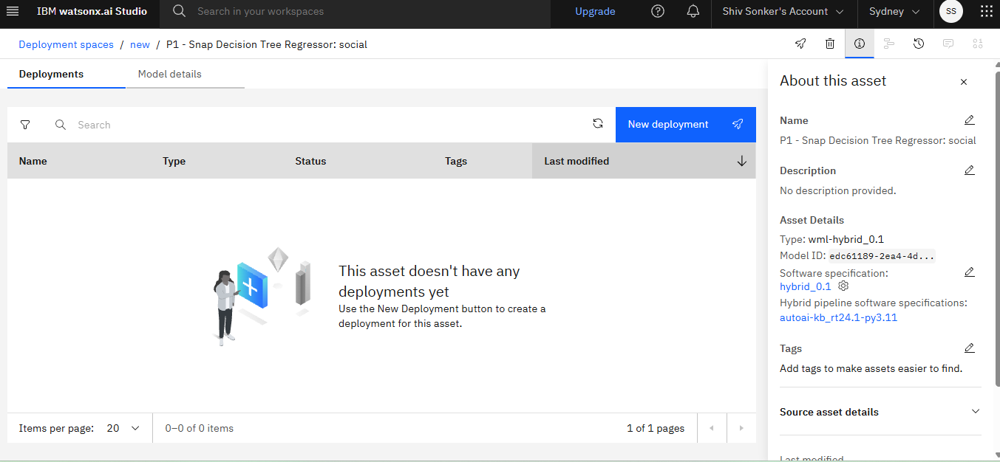 IBM watsonx.ai Studio
Search in your workspaces
Upgrade
Shiv Sonker's Account
Sydney
SS
Deployment spaces / new / P1 - Snap Decision Tree Regressor: social
Deployments
Model details
Search
New deployment
Name
Type
Status
Tags
Last modified
This asset doesn't have any
deployments yet
Use the New Deployment button to create a
deployment for this asset.
Items per page: 20
0–0 of 0 items
1 of 1 pages
About this asset
Name
P1 - Snap Decision Tree Regressor: social
Description
No description provided.
Asset Details
Type: wml-hybrid_0.1
Model ID: edc61189-2ea4-4d...
Software specification:
hybrid_0.1
Hybrid pipeline software specifications:
autoai-kb_rt24.1-py3.11
Tags
Add tags to make assets easier to find.
Source asset details
Last modified